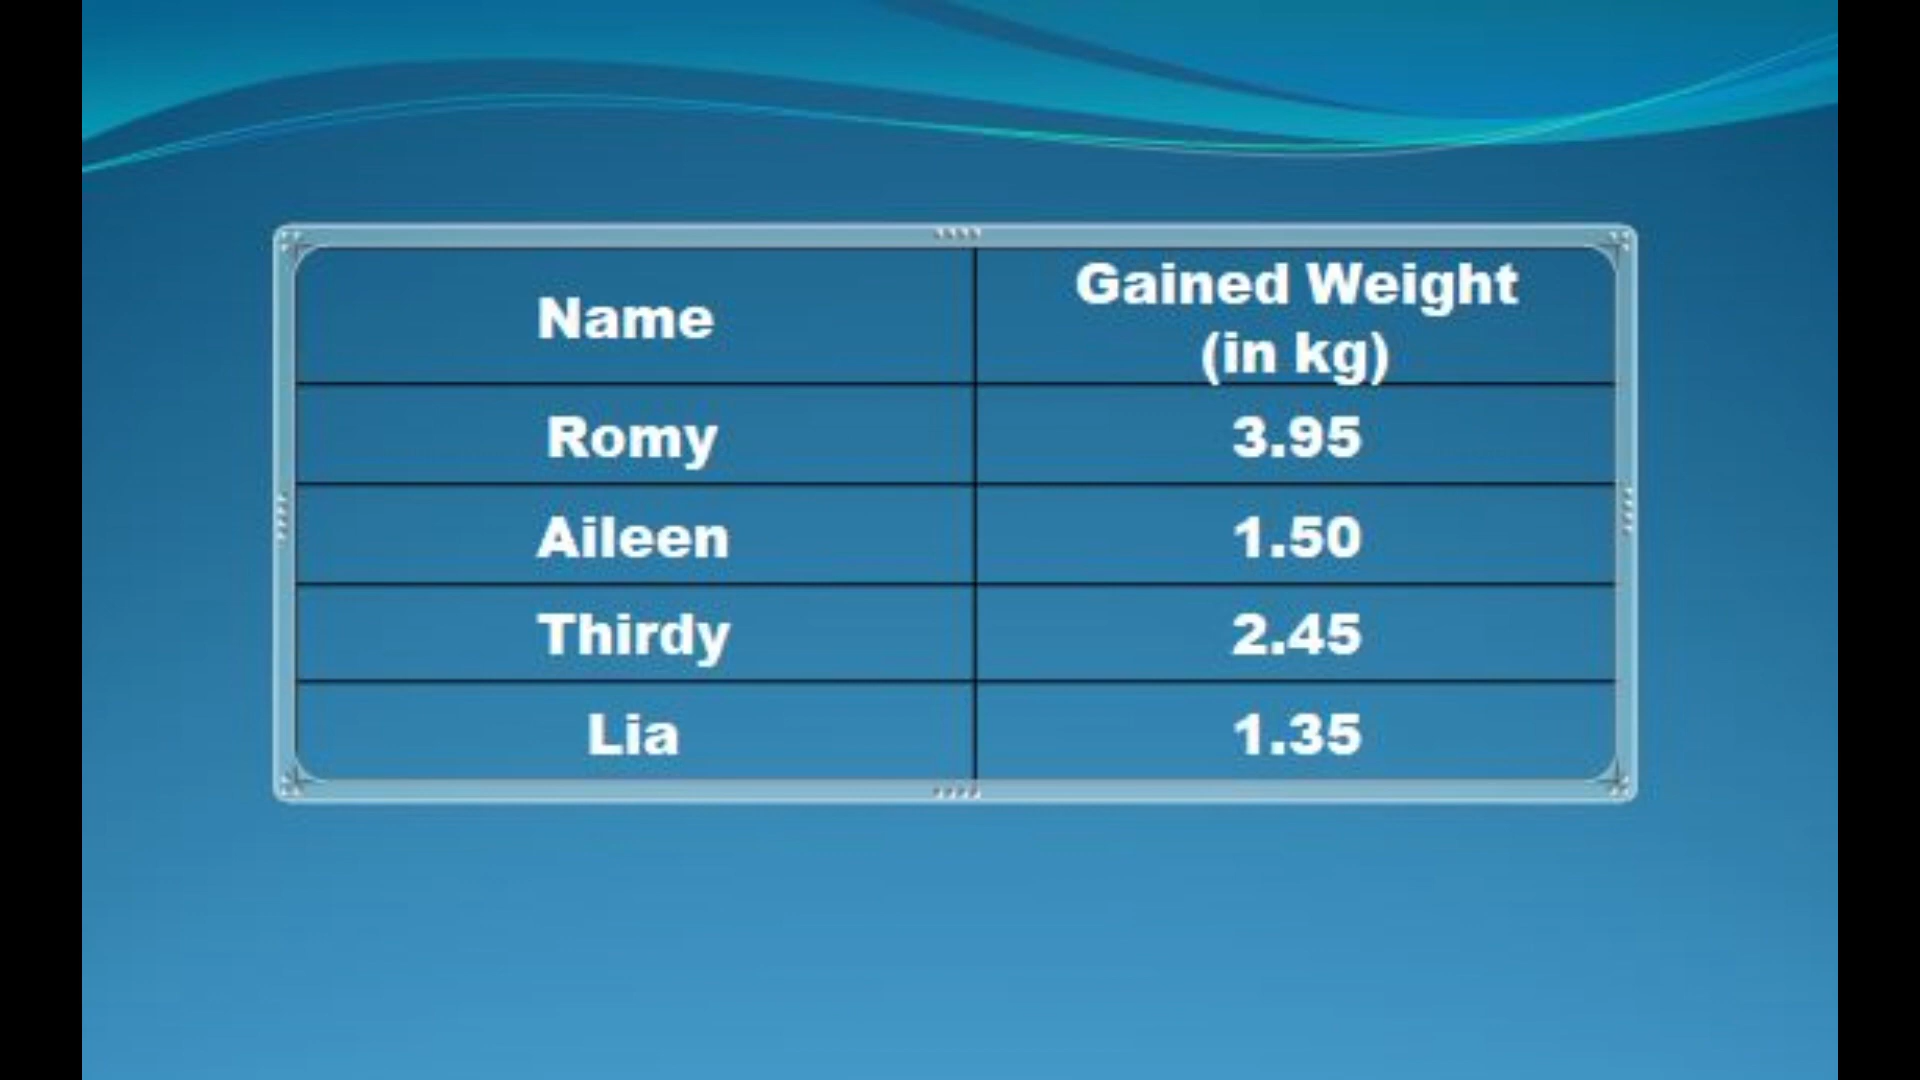 Name
Gained Weight
(in kg)
Romy
3.95
Aileen
1.50
Thirdy
2.45
Lia
1.35